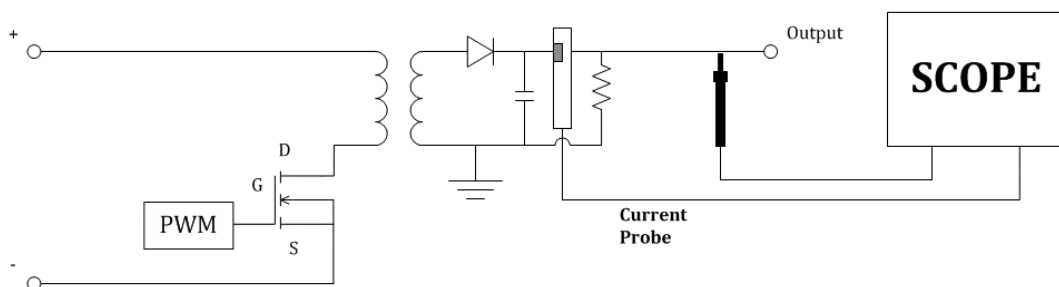 +
Output
SCOPE
D
G
PWM
S
Current
Probe
-